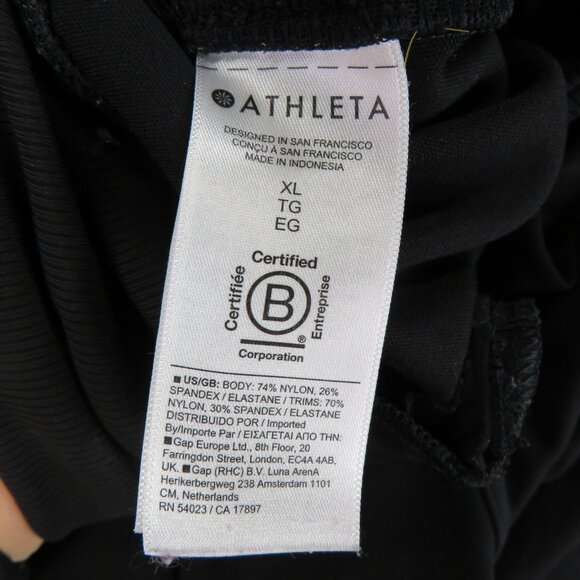 ATHLETA
DESIGNED IN SAN FRANCISCO
CONÇU À SAN FRANCISCO
MADE IN INDONESIA
XL
TG
EG
Certified
Certifiée
B
Entreprise
®
Corporation
■ US/GB: BODY: 74% NYLON, 26%
SPANDEX / ELASTANE / TRIMS: 70%
NYLON, 30% SPANDEX / ELASTANE
DISTRIBUIDO POR / Imported
By/Importe Par / ΕΙΣΑΓΕΤΑΙ ΑΠΟ ΤΗΝ:
■ Gap Europe Ltd., 8th Floor, 20
Farringdon Street, London, EC4A 4AB,
UK. ■ Gap (RHC) B.V. Luna ArenA
Herikerbergweg 238 Amsterdam 1101
CM, Netherlands
RN 54023 / CA 17897